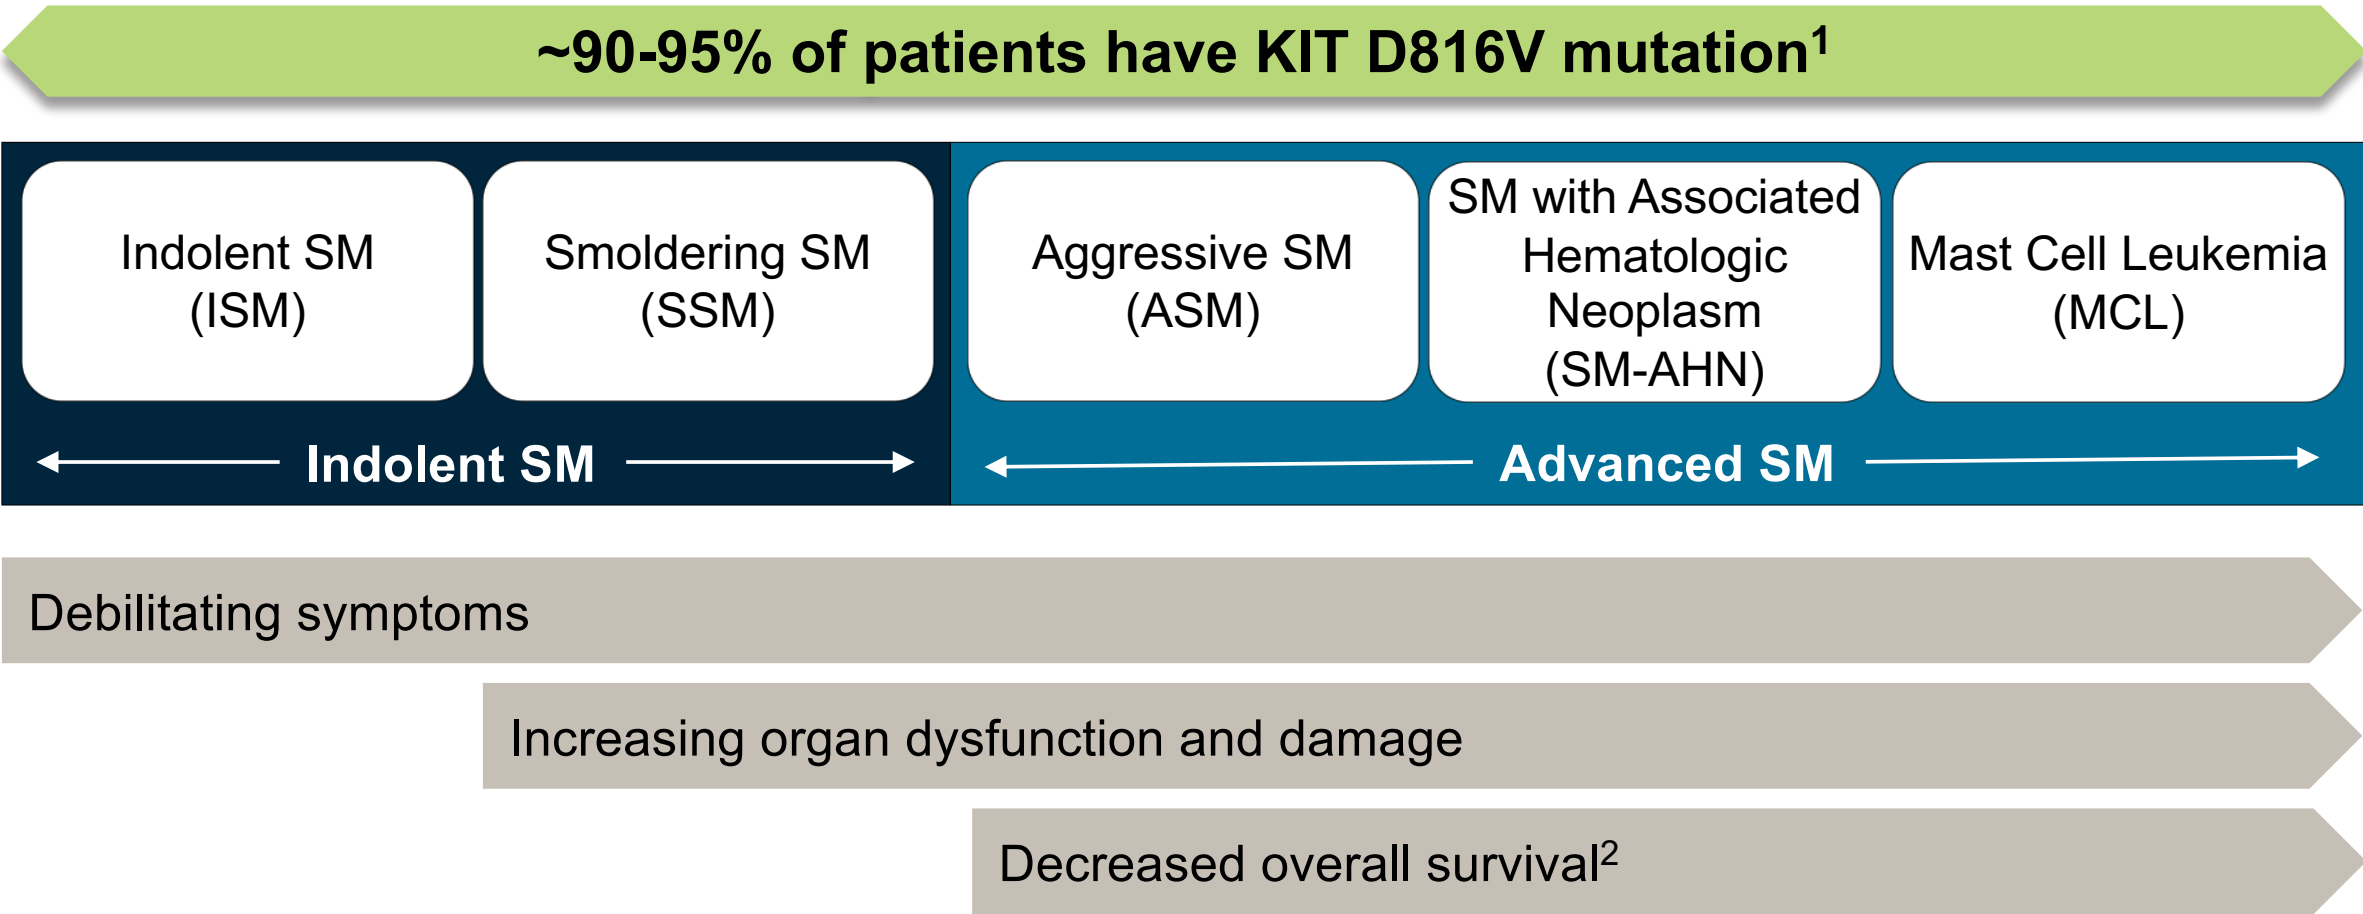 ~90-95% of patients have KIT D816V mutation¹
Indolent SM
(ISM)
Smoldering SM
(SSM)
Aggressive SM
(ASM)
SM with Associated
Hematologic
Neoplasm
(SM-AHN)
Mast Cell Leukemia
(MCL)
Indolent SM
Advanced SM
Debilitating symptoms
Increasing organ dysfunction and damage
Decreased overall survival²